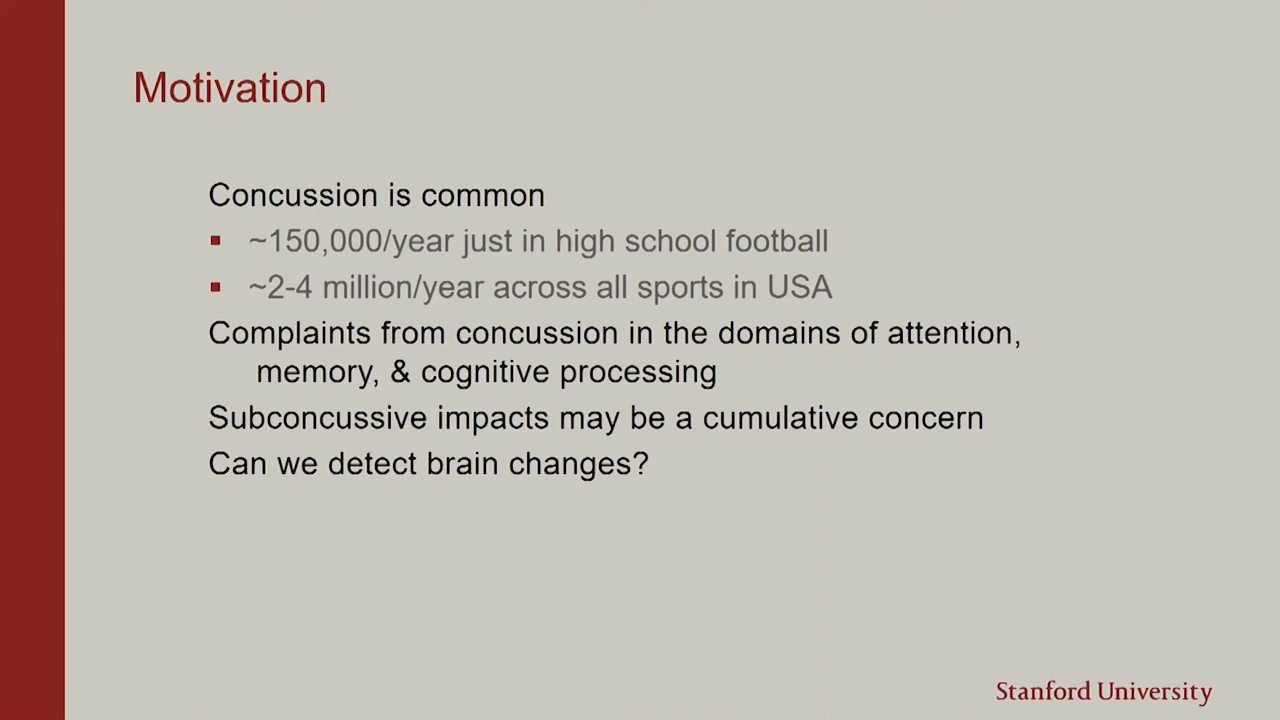 Motivation
Concussion is common
▪ ~150,000/year just in high school football
▪ ~2-4 million/year across all sports in USA
Complaints from concussion in the domains of attention,
memory, & cognitive processing
Subconcussive impacts may be a cumulative concern
Can we detect brain changes?
Stanford University